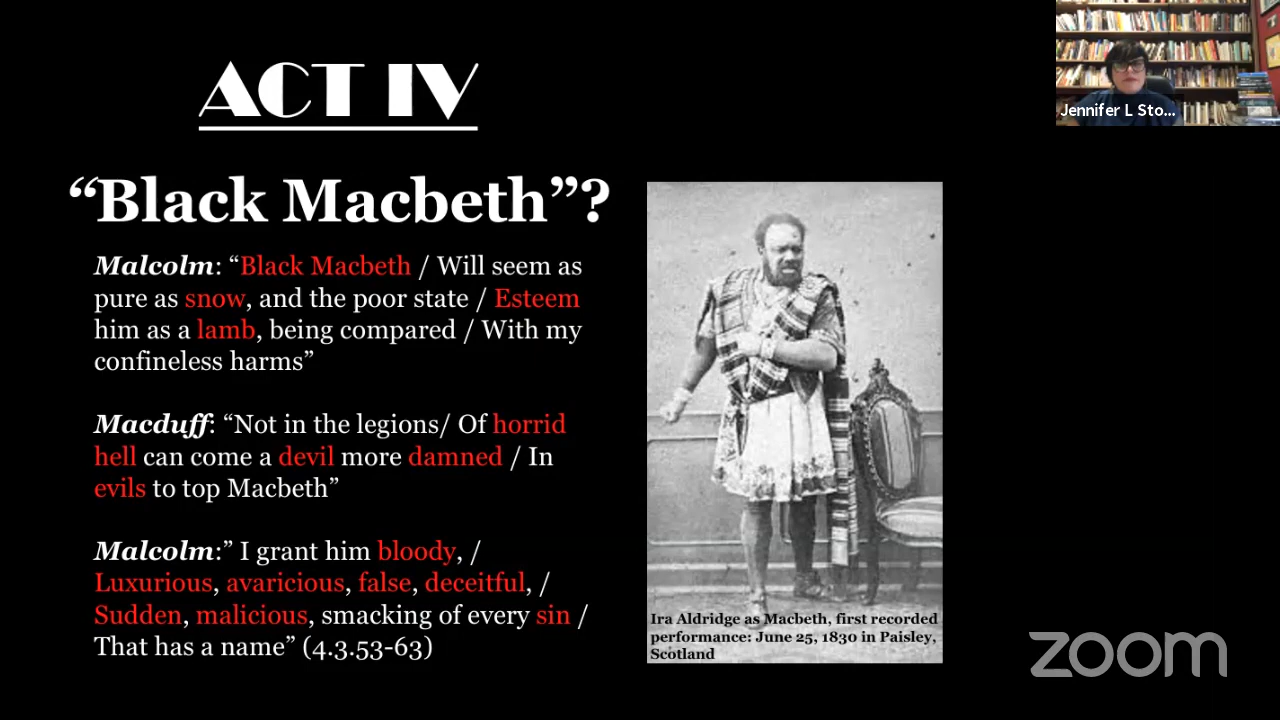 ACT IV
“Black Macbeth”?
Malcolm: “Black Macbeth / Will seem as
pure as snow, and the poor state / Esteem
him as a lamb, being compared / With my
confineless harms”
Macduff: “Not in the legions/ Of horrid
hell can come a devil more damned / In
evils to top Macbeth”
Malcolm:” I grant him bloody, /
Luxurious, avaricious, false, deceitful, /
Sudden, malicious, smacking of every sin /
That has a name” (4.3.53-63)
Ira Aldridge as Macbeth, first recorded
performance: June 25, 1830 in Paisley,
Scotland
Jennifer L Sto...
zoom